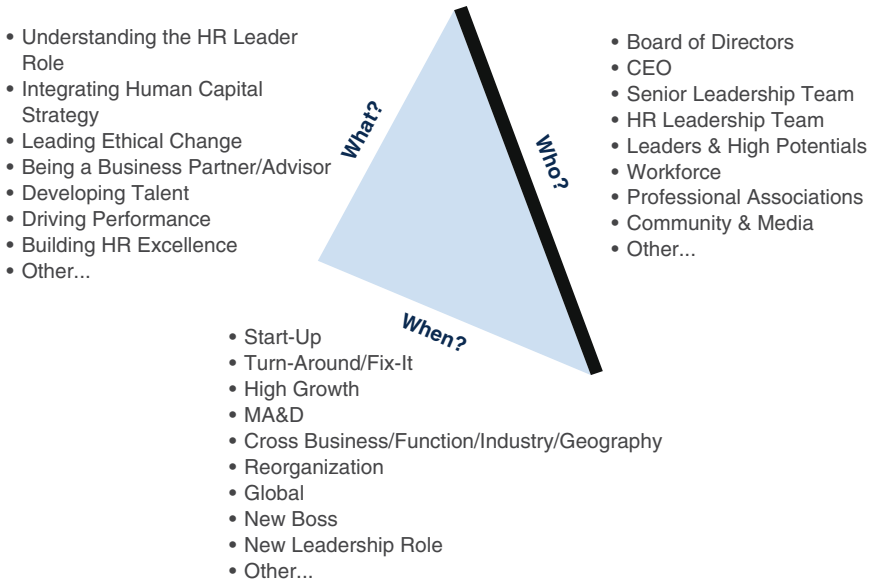 • Understanding the HR Leader
Role
• Integrating Human Capital
Strategy
• Leading Ethical Change
• Being a Business Partner/Advisor
• Developing Talent
• Driving Performance
• Building HR Excellence
• Other...
What?
Who?
• Board of Directors
• CEO
• Senior Leadership Team
• HR Leadership Team
• Leaders & High Potentials
• Workforce
• Professional Associations
• Community & Media
• Other...
When?
• Start-Up
• Turn-Around/Fix-It
• High Growth
• MA&D
• Cross Business/Function/Industry/Geography
• Reorganization
• Global
• New Boss
• New Leadership Role
• Other...